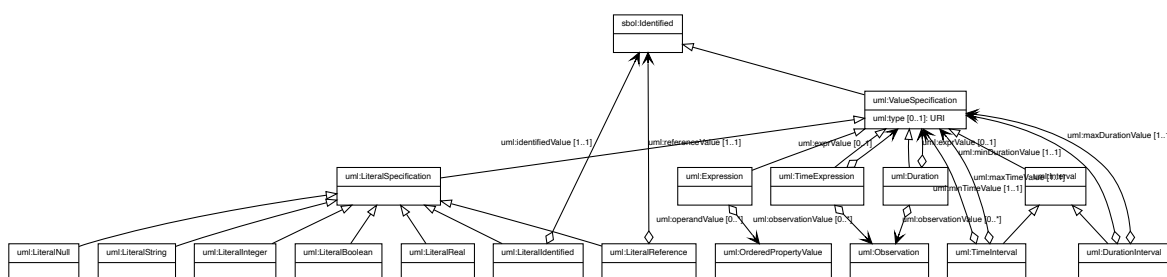 sbol:Identified
uml:ValueSpecification
uml:type [0..1]: URI
uml:maxDurationValue [1..1]
uml:identifiedValue [1..1]
uml:referenceValue [1..1]
uml:exprValue [0..1]
uml:exprValue [0..1]
uml:minDurationValue [1..1]
uml:LiteralSpecification
uml:Expression
uml:TimeExpression
uml:Duration
uml:maxTimeValue [1..1]
uml:Interval
uml:minTimeValue [1..1]
uml:operandValue [0..*]
uml:observationValue [0..*]
uml:observationValue [0..*]
uml:LiteralNull
uml:LiteralString
uml:LiteralInteger
uml:LiteralBoolean
uml:LiteralReal
uml:LiteralIdentified
uml:LiteralReference
uml:OrderedPropertyValue
uml:Observation
uml:TimeInterval
uml:DurationInterval